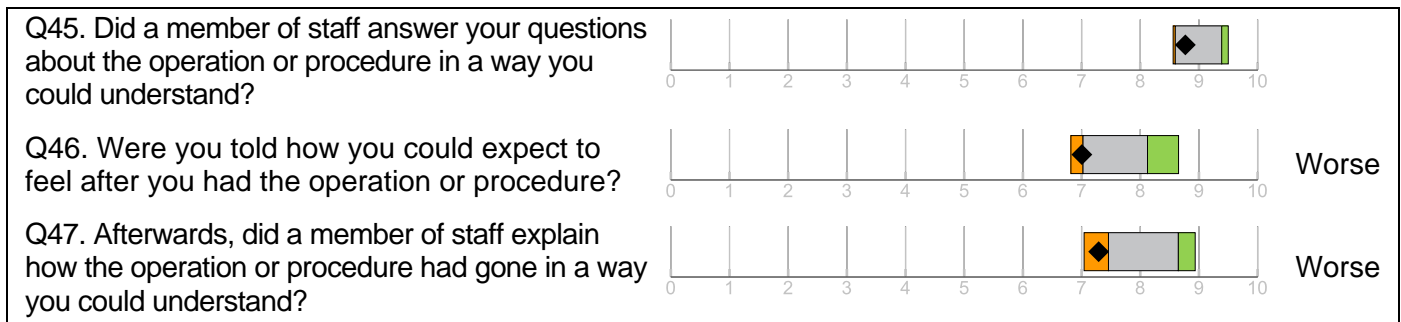 Q45. Did a member of staff answer your questions
about the operation or procedure in a way you
could understand?
0 1 2 3 4 5 6 7 8 9 10
Q46. Were you told how you could expect to
feel after you had the operation or procedure?
0 1 2 3 4 5 6 7 8 9 10
Worse
Q47. Afterwards, did a member of staff explain
how the operation or procedure had gone in a way
you could understand?
0 1 2 3 4 5 6 7 8 9 10
Worse